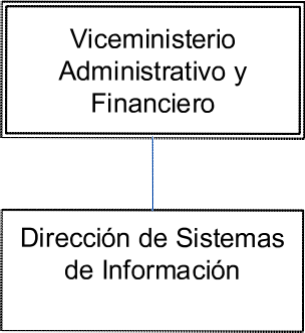 Viceministerio
Administrativo y
Financiero
Dirección de Sistemas
de Información